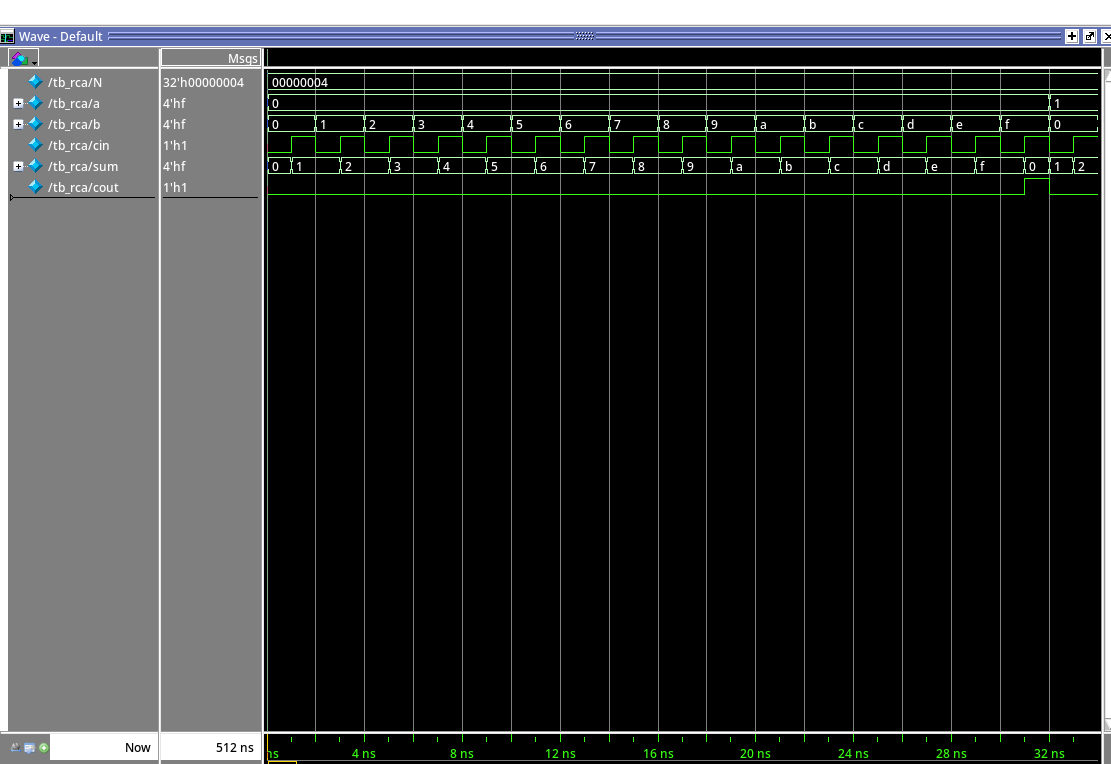 Wave - Default
Msgs
/tb_rca/N 32'h00000004 00000004
/tb_rca/a 4'hf 0 1
/tb_rca/b 4'hf 0 1 2 3 4 5 6 7 8 9 a b c d e f 0
/tb_rca/cin 1'h1
/tb_rca/sum 4'hf 0 1 2 3 4 5 6 7 8 9 a b c d e f 0 1 2
/tb_rca/cout 1'h1
Now 512 ns ns 4 ns 8 ns 12 ns 16 ns 20 ns 24 ns 28 ns 32 ns